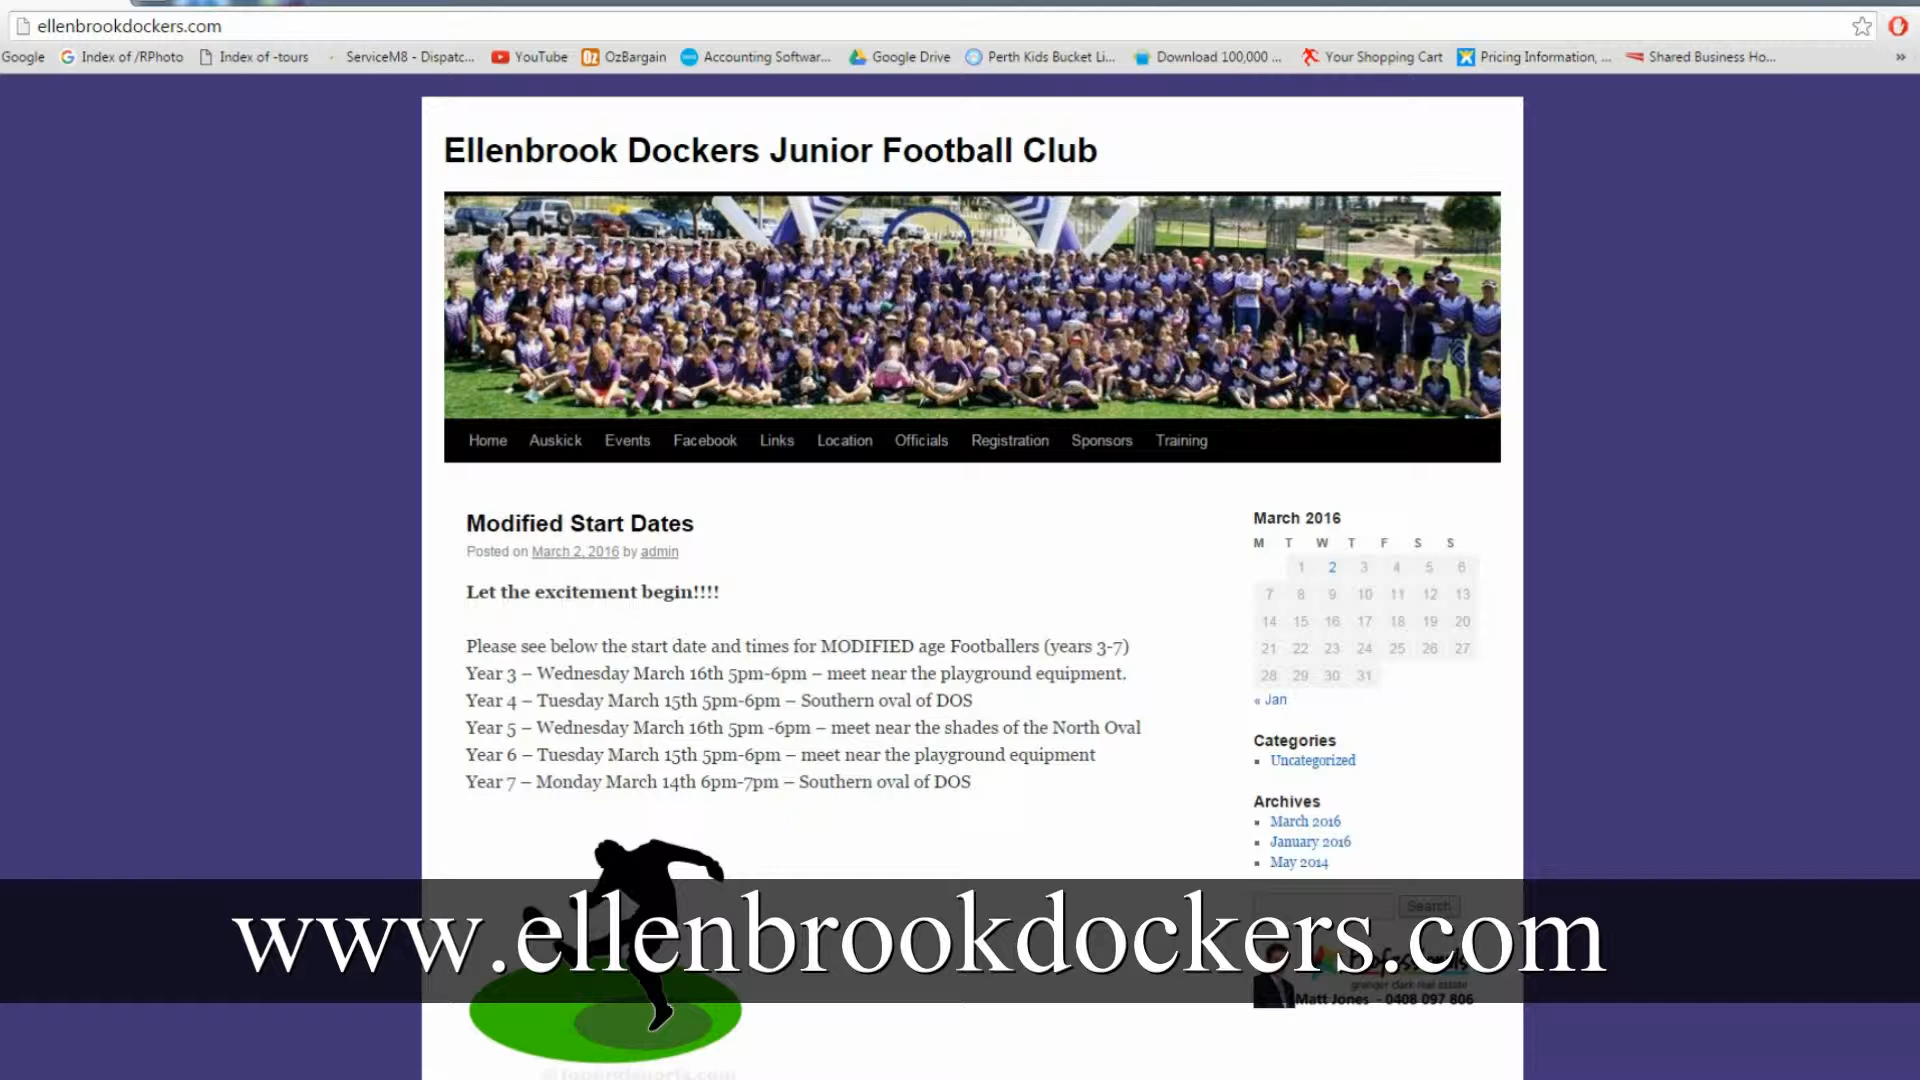 ellenbrookdockers.com
Google Index of /RPhoto Index of -tours ServiceM8 - Dispatc... YouTube OzBargain Accounting Softwar... Google Drive Perth Kids Bucket Li... Download 100,000 ... Your Shopping Cart Pricing Information, ... Shared Business Ho... »
Ellenbrook Dockers Junior Football Club
Home Auskick Events Facebook Links Location Officials Registration Sponsors Training
Modified Start Dates
Posted on March 2, 2016 by admin
Let the excitement begin!!!!
Please see below the start date and times for MODIFIED age Footballers (years 3-7)
Year 3 – Wednesday March 16th 5pm-6pm – meet near the playground equipment.
Year 4 – Tuesday March 15th 5pm-6pm – Southern oval of DOS
Year 5 – Wednesday March 16th 5pm -6pm – meet near the shades of the North Oval
Year 6 – Tuesday March 15th 5pm-6pm – meet near the playground equipment
Year 7 – Monday March 14th 6pm-7pm – Southern oval of DOS
March 2016
M T W T F S S
1 2 3 4 5 6
7 8 9 10 11 12 13
14 15 16 17 18 19 20
21 22 23 24 25 26 27
28 29 30 31
« Jan
Categories
Uncategorized
Archives
March 2016
January 2016
May 2014
Search
www.ellenbrookdockers.com
Professionals
granger clark real estate
Matt Jones - 0408 097 806